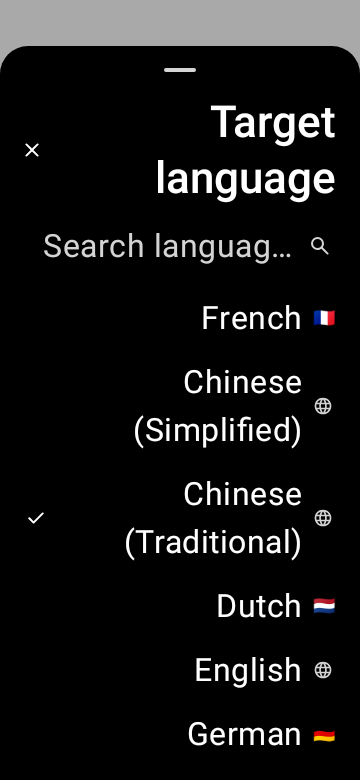 Target
language
Search languag...
French
Chinese
(Simplified)
Chinese
(Traditional)
Dutch
English
German